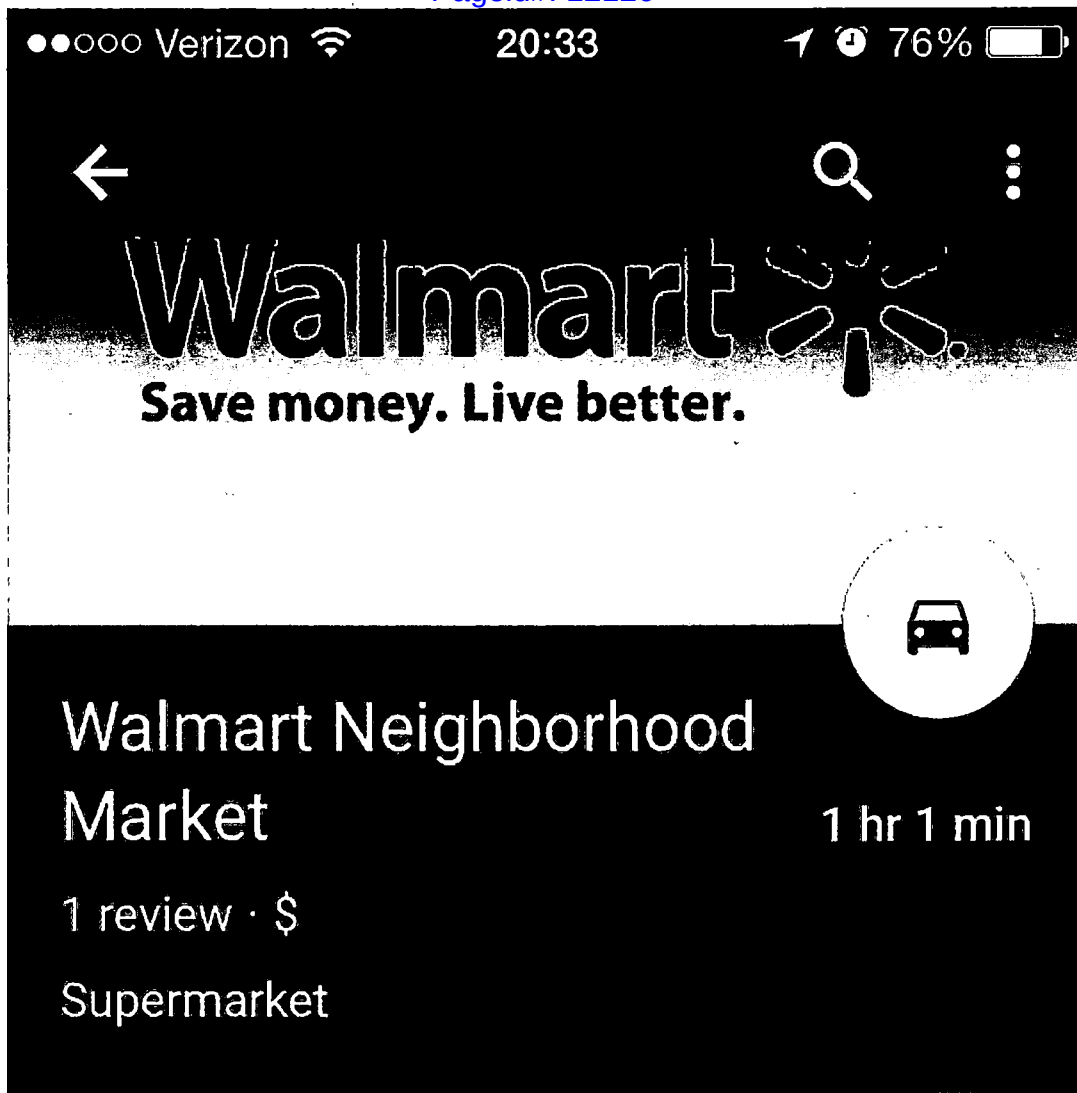 Verizon 20:33 76%
Walmart
Save money. Live better.
Walmart Neighborhood
Market
1 hr 1 min
1 review · $
Supermarket